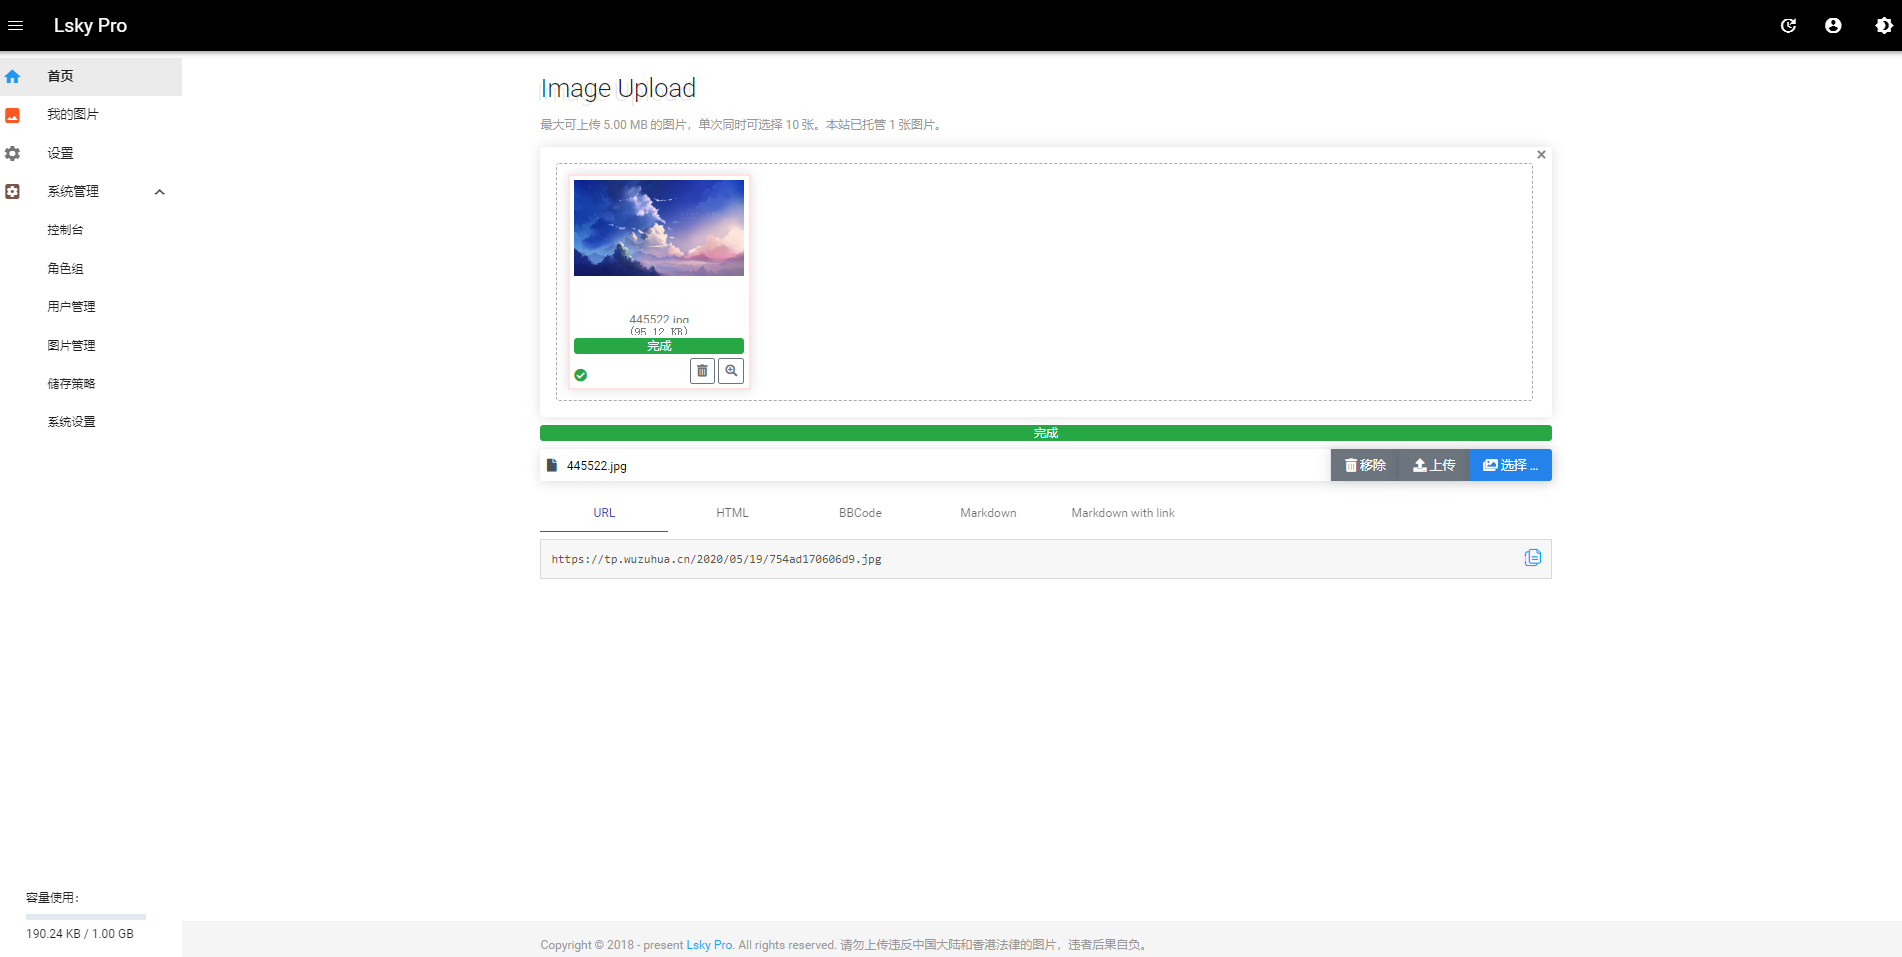 Lsky Pro
首页
我的图片
设置
系统管理
控制台
角色组
用户管理
图片管理
储存策略
系统设置
容量使用：
190.24 KB / 1.00 GB
Image Upload
最大可上传 5.00 MB 的图片，单次同时可选择 10 张。本站已托管 1 张图片。
445522.jpg
(95.12 KB)
完成
完成
445522.jpg
移除 上传 选择 ...
URL HTML BBCode Markdown Markdown with link
https://tp.wuzuhua.cn/2020/05/19/754ad170606d9.jpg
Copyright © 2018 - present Lsky Pro. All rights reserved. 请勿上传违反中国大陆和香港法律的图片，违者后果自负。